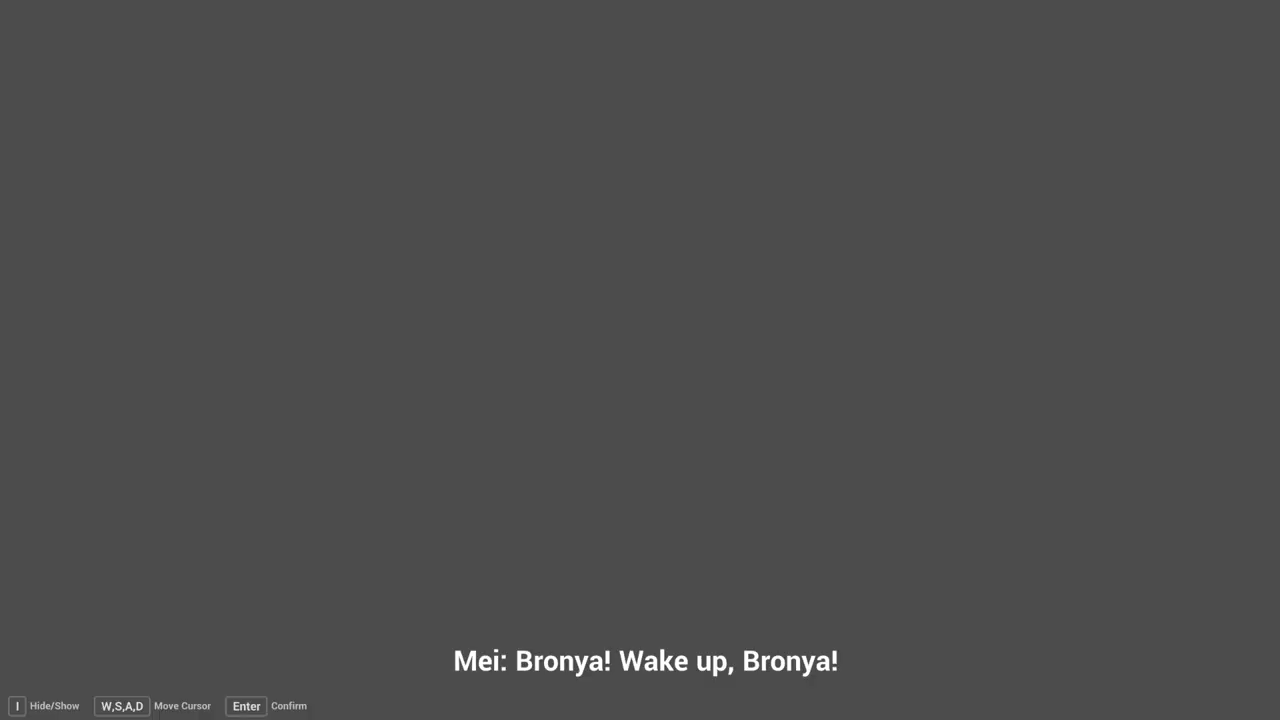 Mei: Bronya! Wake up, Bronya!
I Hide/Show W,S,A,D Move Cursor Enter Confirm